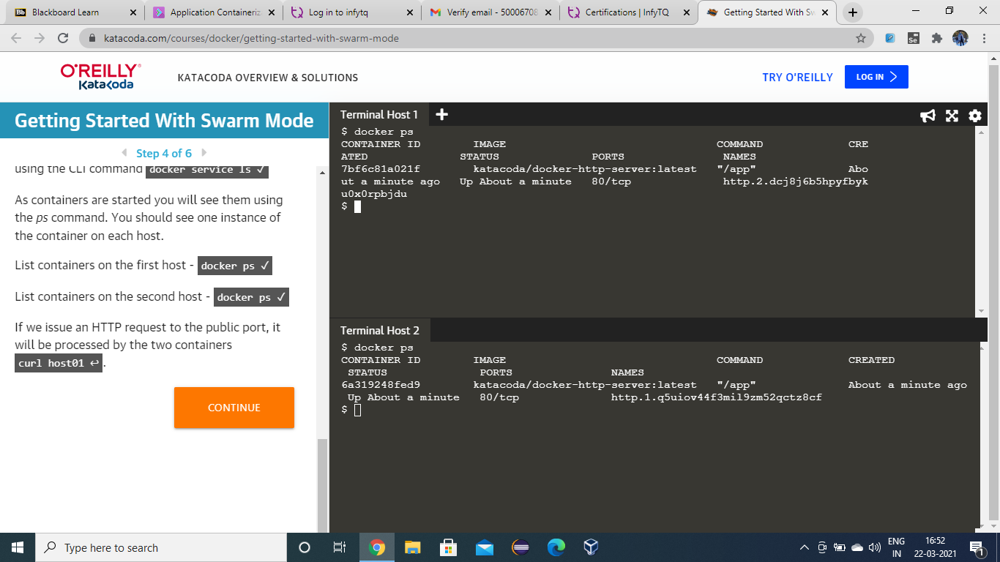 Blackboard Learn
Application Containeriz
Log in to infytq
Verify email - 50006708
Certifications | InfyTQ
Getting Started With Sw
katacoda.com/courses/docker/getting-started-with-swarm-mode
O'REILLY
Katacoda
KATACODA OVERVIEW & SOLUTIONS
TRY O'REILLY
LOG IN
Getting Started With Swarm Mode
Step 4 of 6
using the CLI command docker service ls ✓
As containers are started you will see them using
the ps command. You should see one instance of
the container on each host.
List containers on the first host - docker ps ✓
List containers on the second host - docker ps ✓
If we issue an HTTP request to the public port, it
will be processed by the two containers
curl host01 ↩.
CONTINUE
Terminal Host 1
$ docker ps
CONTAINER ID        IMAGE                                COMMAND             CRE
ATED              STATUS              PORTS               NAMES
7bf6c81a021f        katacoda/docker-http-server:latest   "/app"              Abo
ut a minute ago   Up About a minute   80/tcp              http.2.dcj8j6b5hpyfbyk
u0x0rpbjdu
$
Terminal Host 2
$ docker ps
CONTAINER ID        IMAGE                                COMMAND             CREATED
 STATUS              PORTS               NAMES
6a319248fed9        katacoda/docker-http-server:latest   "/app"              About a minute ago
 Up About a minute   80/tcp              http.1.q5uiov44f3mil9zm52qctz8cf
$
Type here to search
ENG
IN
16:52
22-03-2021
1